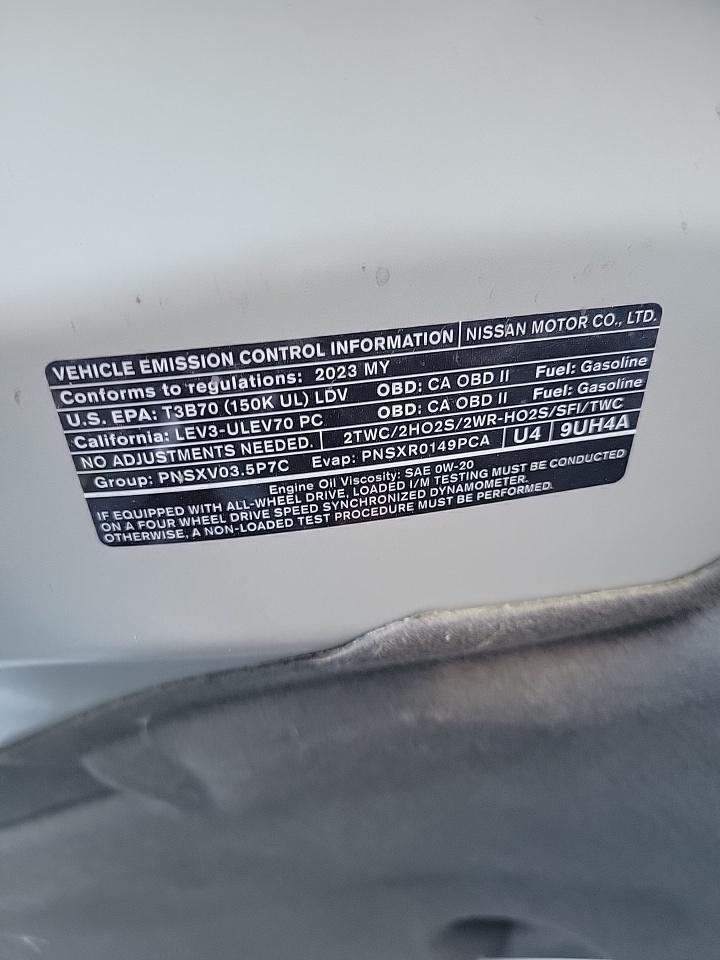 VEHICLE EMISSION CONTROL INFORMATION NISSAN MOTOR CO., LTD.
Conforms to regulations: 2023 MY
U.S. EPA: T3B70 (150K UL) LDV OBD: CA OBD II Fuel: Gasoline
California: LEV3-ULEV70 PC OBD: CA OBD II Fuel: Gasoline
NO ADJUSTMENTS NEEDED. 2TWC/2HO2S/2WR-HO2S/SFI/TWC
Group: PNSXV03.5P7C Evap: PNSXR0149PCA U4 9UH4A
Engine Oil Viscosity: SAE 0W-20
IF EQUIPPED WITH ALL-WHEEL DRIVE, LOADED I/M TESTING MUST BE CONDUCTED
ON A FOUR WHEEL DRIVE SPEED SYNCHRONIZED DYNAMOMETER.
OTHERWISE, A NON-LOADED TEST PROCEDURE MUST BE PERFORMED.